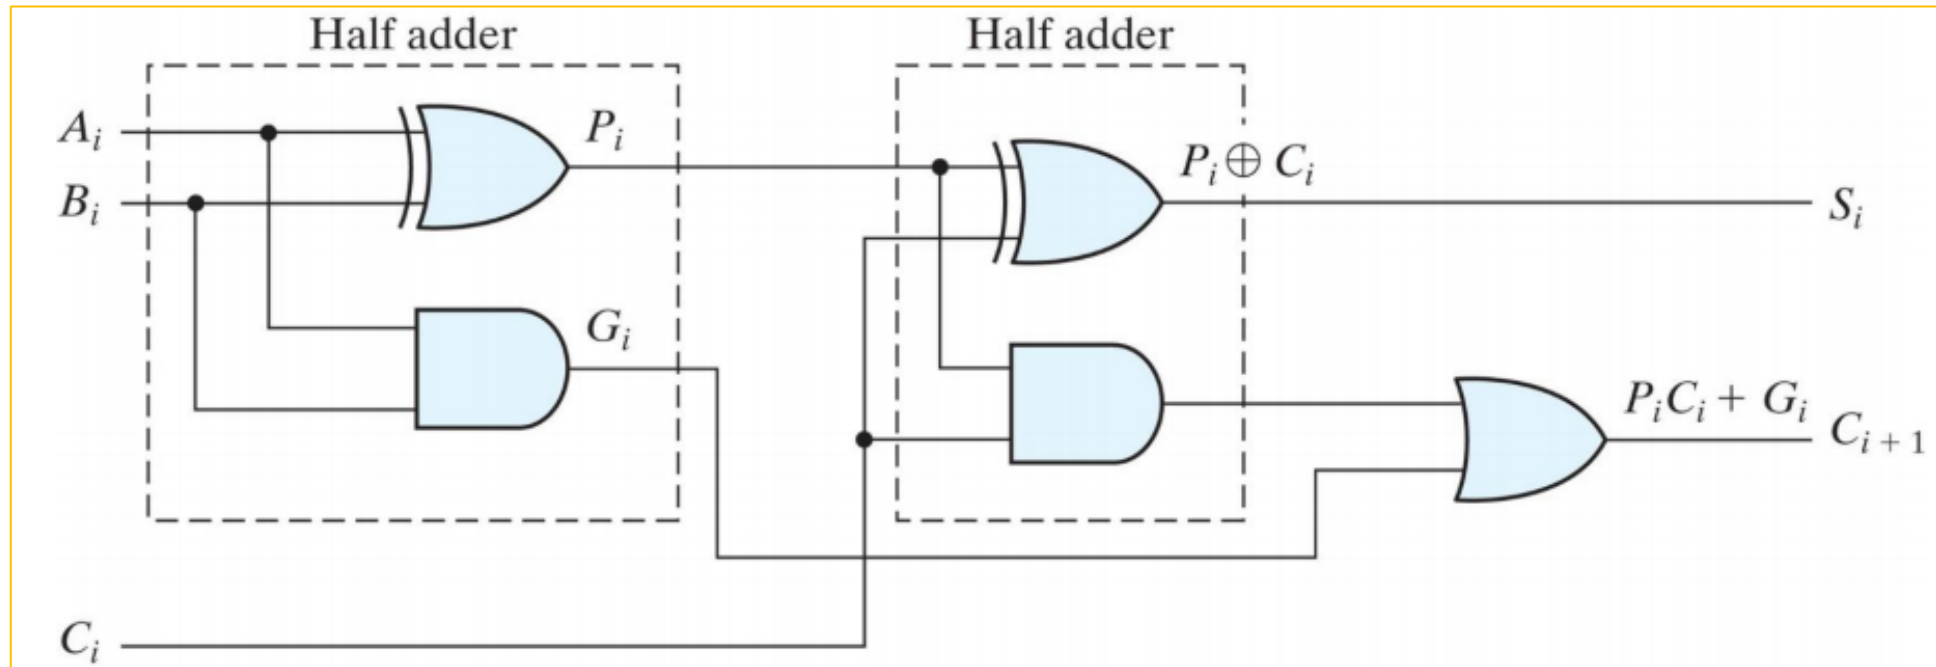 Half adder
Half adder
Aᵢ
Pᵢ
Bᵢ
Pᵢ ⊕ Cᵢ
Sᵢ
Gᵢ
PᵢCᵢ + Gᵢ
Cᵢ₊₁
Cᵢ